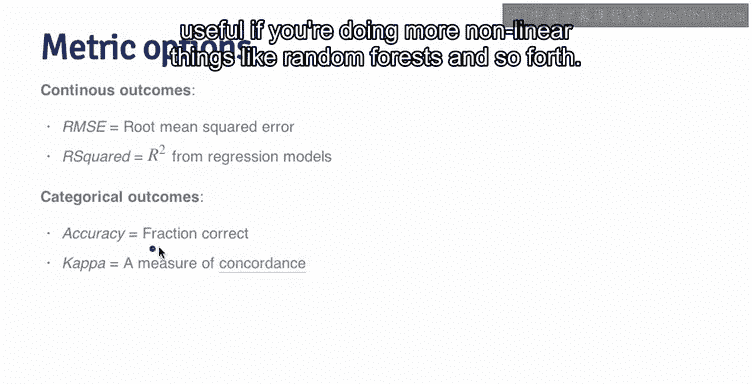 useful if you're doing more non-linear
things like random forests and so forth.
Metric options
Continous outcomes:
· RMSE = Root mean squared error
· RSquared = R² from regression models
Categorical outcomes:
· Accuracy = Fraction correct
· Kappa = A measure of concordance